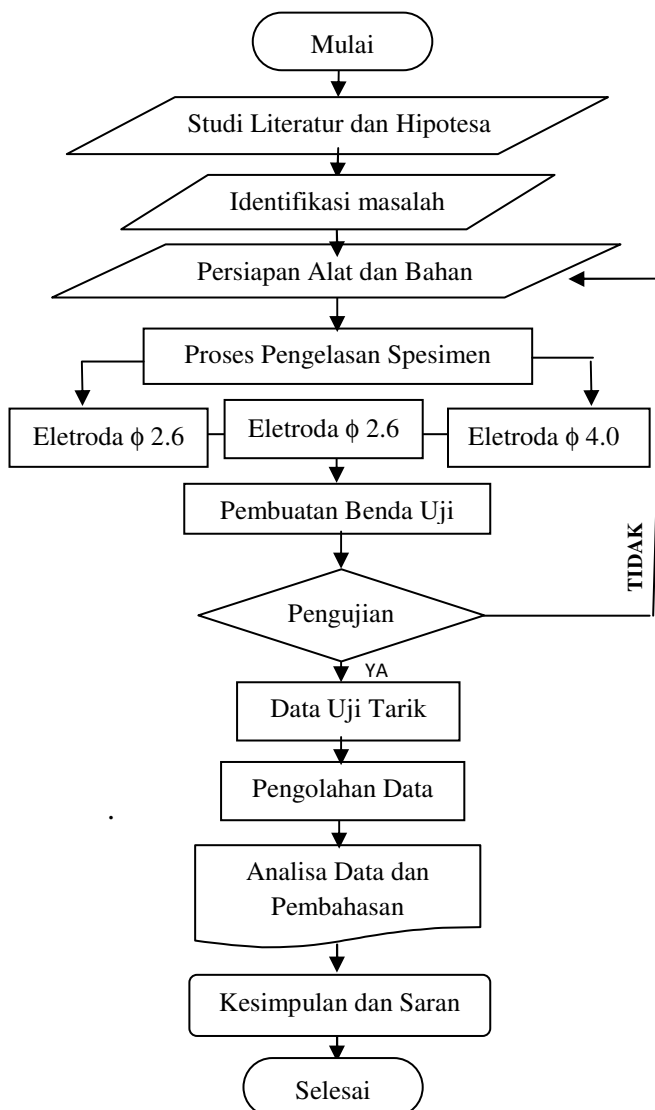 Mulai
Studi Literatur dan Hipotesa
Identifikasi masalah
Persiapan Alat dan Bahan
Proses Pengelasan Spesimen
Eletroda ϕ 2.6
Eletroda ϕ 2.6
Eletroda ϕ 4.0
Pembuatan Benda Uji
Pengujian
TIDAK
YA
Data Uji Tarik
Pengolahan Data
.
Analisa Data dan
Pembahasan
Kesimpulan dan Saran
Selesai